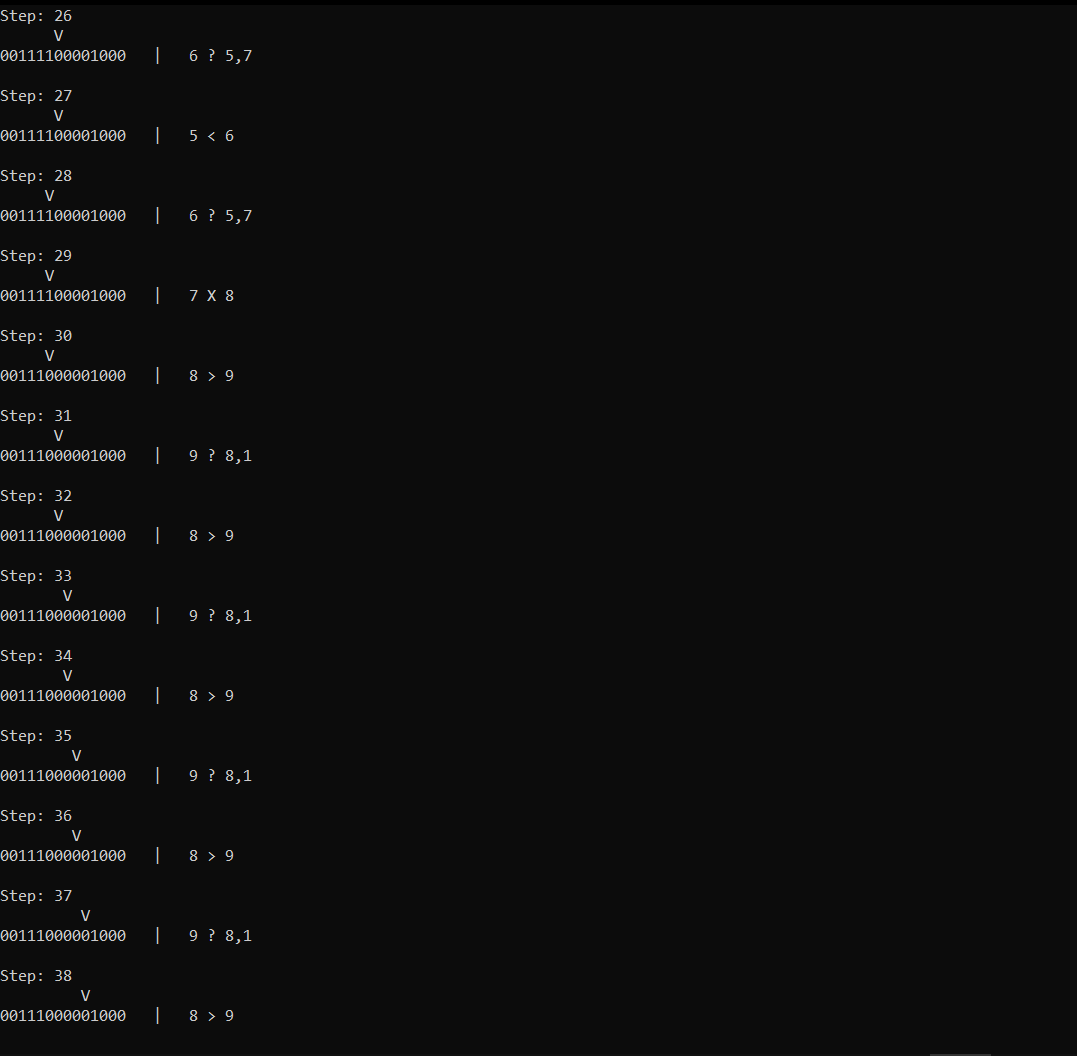 Step: 26
      V
00111100001000   |   6 ? 5,7

Step: 27
      V
00111100001000   |   5 < 6

Step: 28
     V
00111100001000   |   6 ? 5,7

Step: 29
     V
00111100001000   |   7 X 8

Step: 30
     V
00111000001000   |   8 > 9

Step: 31
      V
00111000001000   |   9 ? 8,1

Step: 32
      V
00111000001000   |   8 > 9

Step: 33
       V
00111000001000   |   9 ? 8,1

Step: 34
       V
00111000001000   |   8 > 9

Step: 35
        V
00111000001000   |   9 ? 8,1

Step: 36
        V
00111000001000   |   8 > 9

Step: 37
         V
00111000001000   |   9 ? 8,1

Step: 38
         V
00111000001000   |   8 > 9